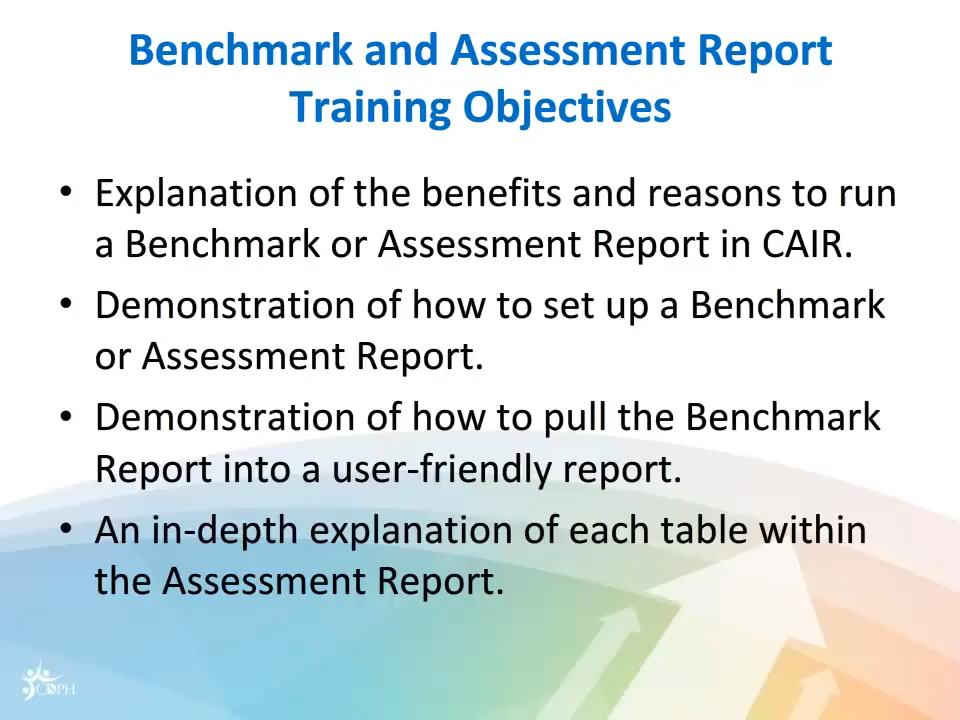 Benchmark and Assessment Report
Training Objectives
• Explanation of the benefits and reasons to run
a Benchmark or Assessment Report in CAIR.
• Demonstration of how to set up a Benchmark
or Assessment Report.
• Demonstration of how to pull the Benchmark
Report into a user-friendly report.
• An in-depth explanation of each table within
the Assessment Report.
CDPH